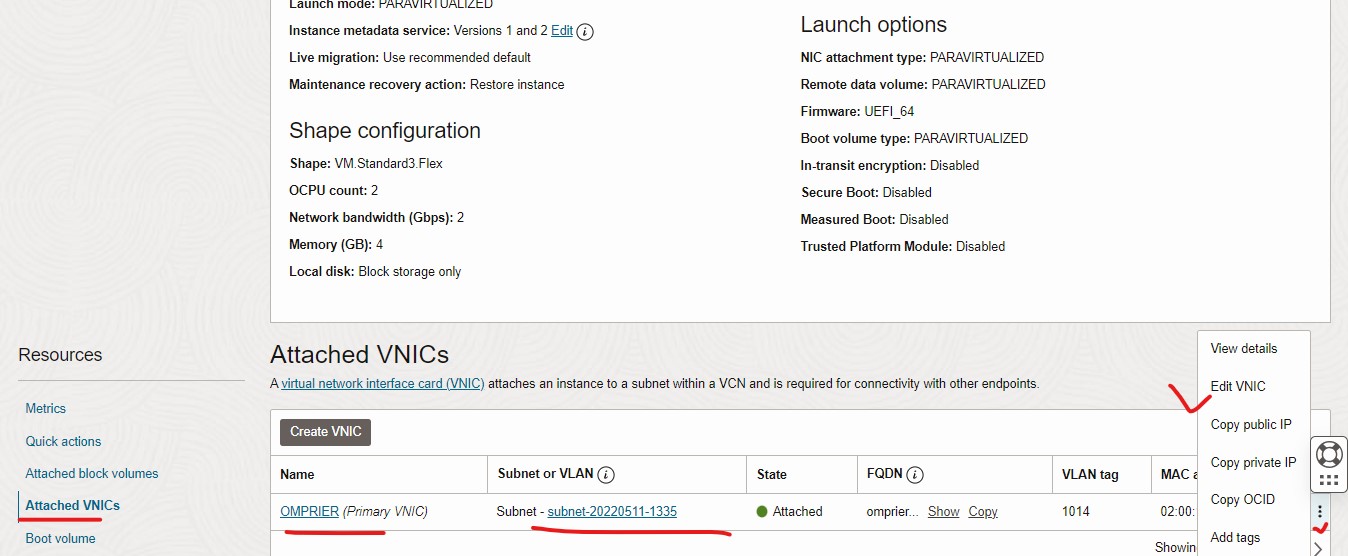 Launch mode: PARAVIRTUALIZED
Instance metadata service: Versions 1 and 2 Edit
Live migration: Use recommended default
Maintenance recovery action: Restore instance
Shape configuration
Shape: VM.Standard3.Flex
OCPU count: 2
Network bandwidth (Gbps): 2
Memory (GB): 4
Local disk: Block storage only
Launch options
NIC attachment type: PARAVIRTUALIZED
Remote data volume: PARAVIRTUALIZED
Firmware: UEFI_64
Boot volume type: PARAVIRTUALIZED
In-transit encryption: Disabled
Secure Boot: Disabled
Measured Boot: Disabled
Trusted Platform Module: Disabled
Resources
Metrics
Quick actions
Attached block volumes
Attached VNICs
Boot volume
Attached VNICs
A virtual network interface card (VNIC) attaches an instance to a subnet within a VCN and is required for connectivity with other endpoints.
Create VNIC
Name Subnet or VLAN State FQDN VLAN tag MAC a
OMPRIER (Primary VNIC) Subnet - subnet-20220511-1335 Attached omprier... Show Copy 1014 02:00:
Showing
View details
Edit VNIC
Copy public IP
Copy private IP
Copy OCID
Add tags